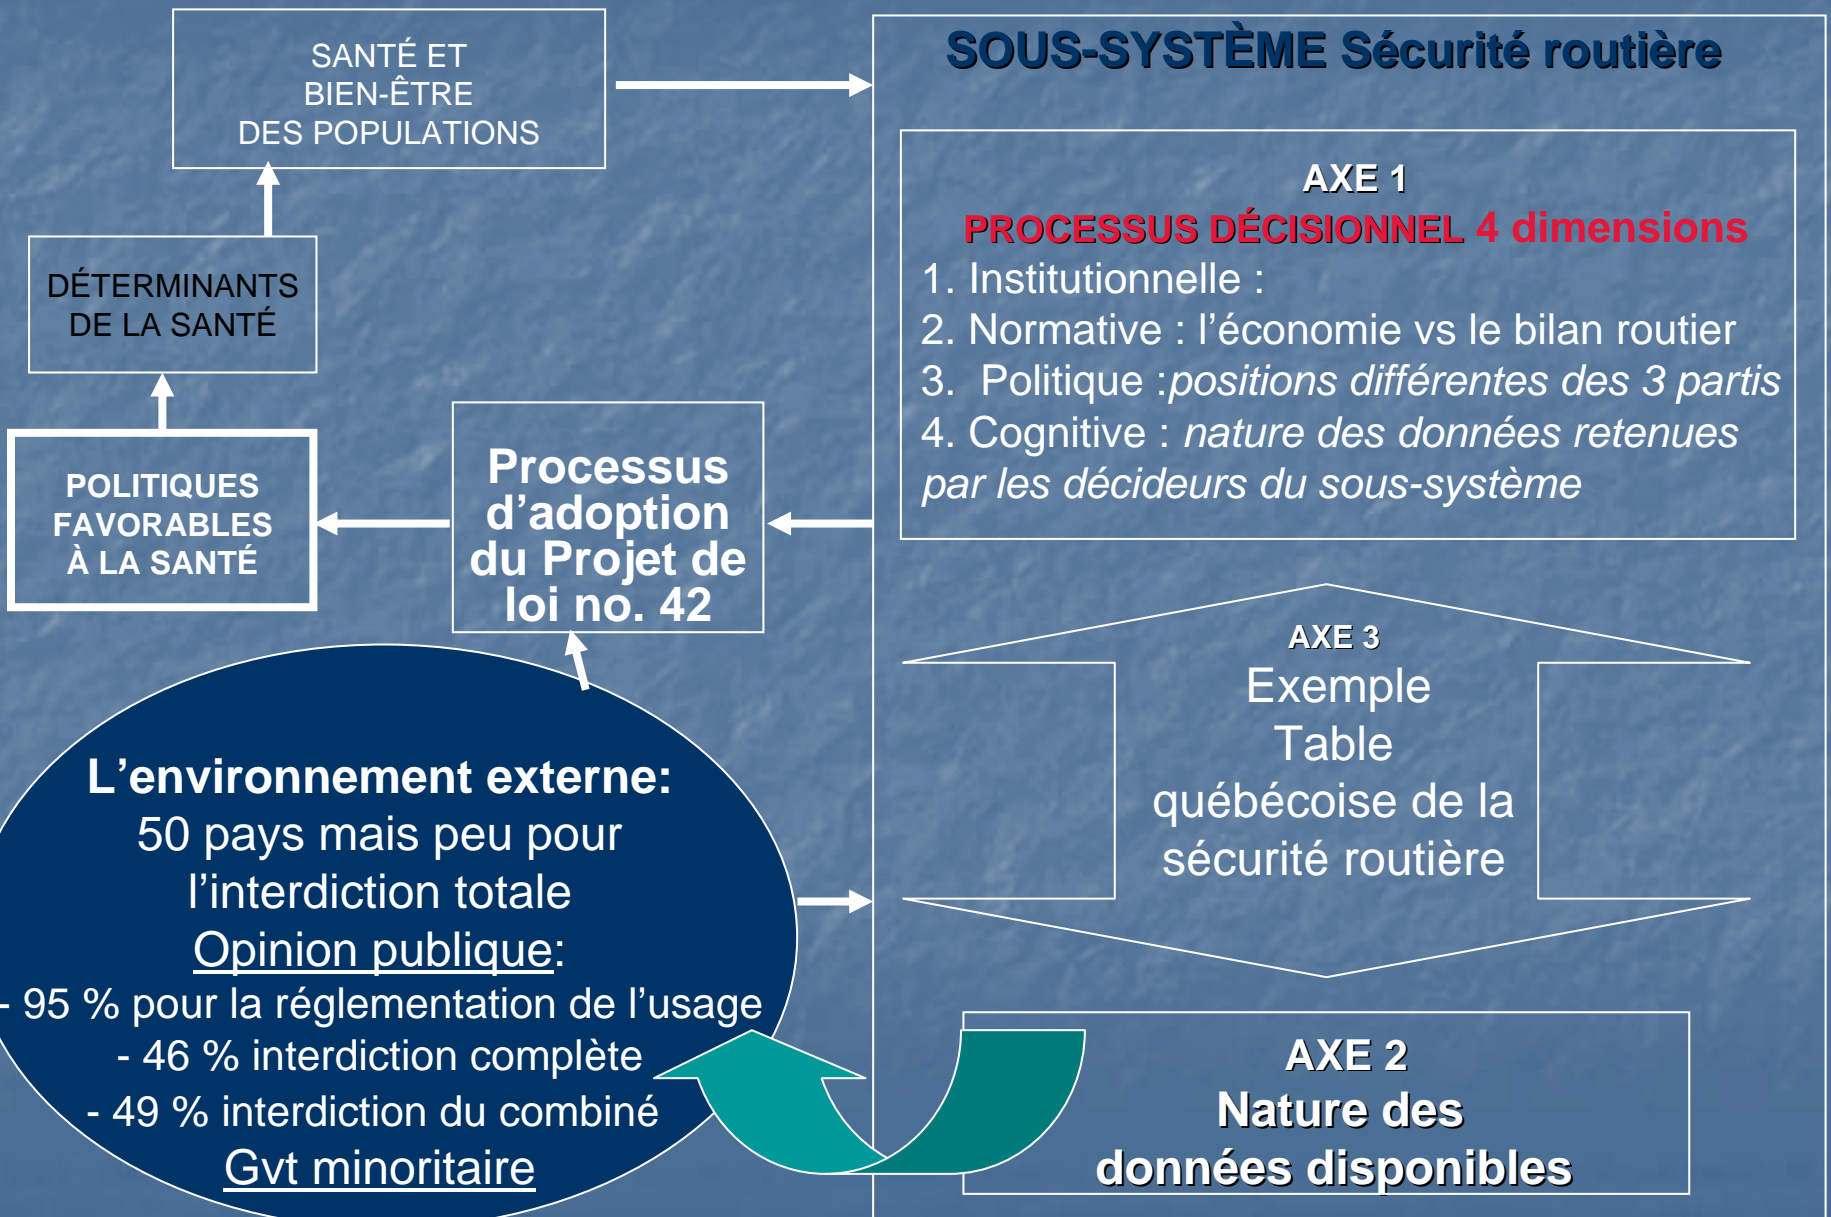 SANTÉ ET
BIEN-ÊTRE
DES POPULATIONS
DÉTERMINANTS
DE LA SANTÉ
POLITIQUES
FAVORABLES
À LA SANTÉ
Processus
d’adoption
du Projet de
loi no. 42
L’environnement externe:
50 pays mais peu pour
l’interdiction totale
Opinion publique:
- 95 % pour la réglementation de l’usage
- 46 % interdiction complète
- 49 % interdiction du combiné
Gvt minoritaire
SOUS-SYSTÈME Sécurité routière
AXE 1
PROCESSUS DÉCISIONNEL 4 dimensions
1. Institutionnelle :
2. Normative : l’économie vs le bilan routier
3. Politique :positions différentes des 3 partis
4. Cognitive : nature des données retenues
par les décideurs du sous-système
AXE 3
Exemple
Table
québécoise de la
sécurité routière
AXE 2
Nature des
données disponibles